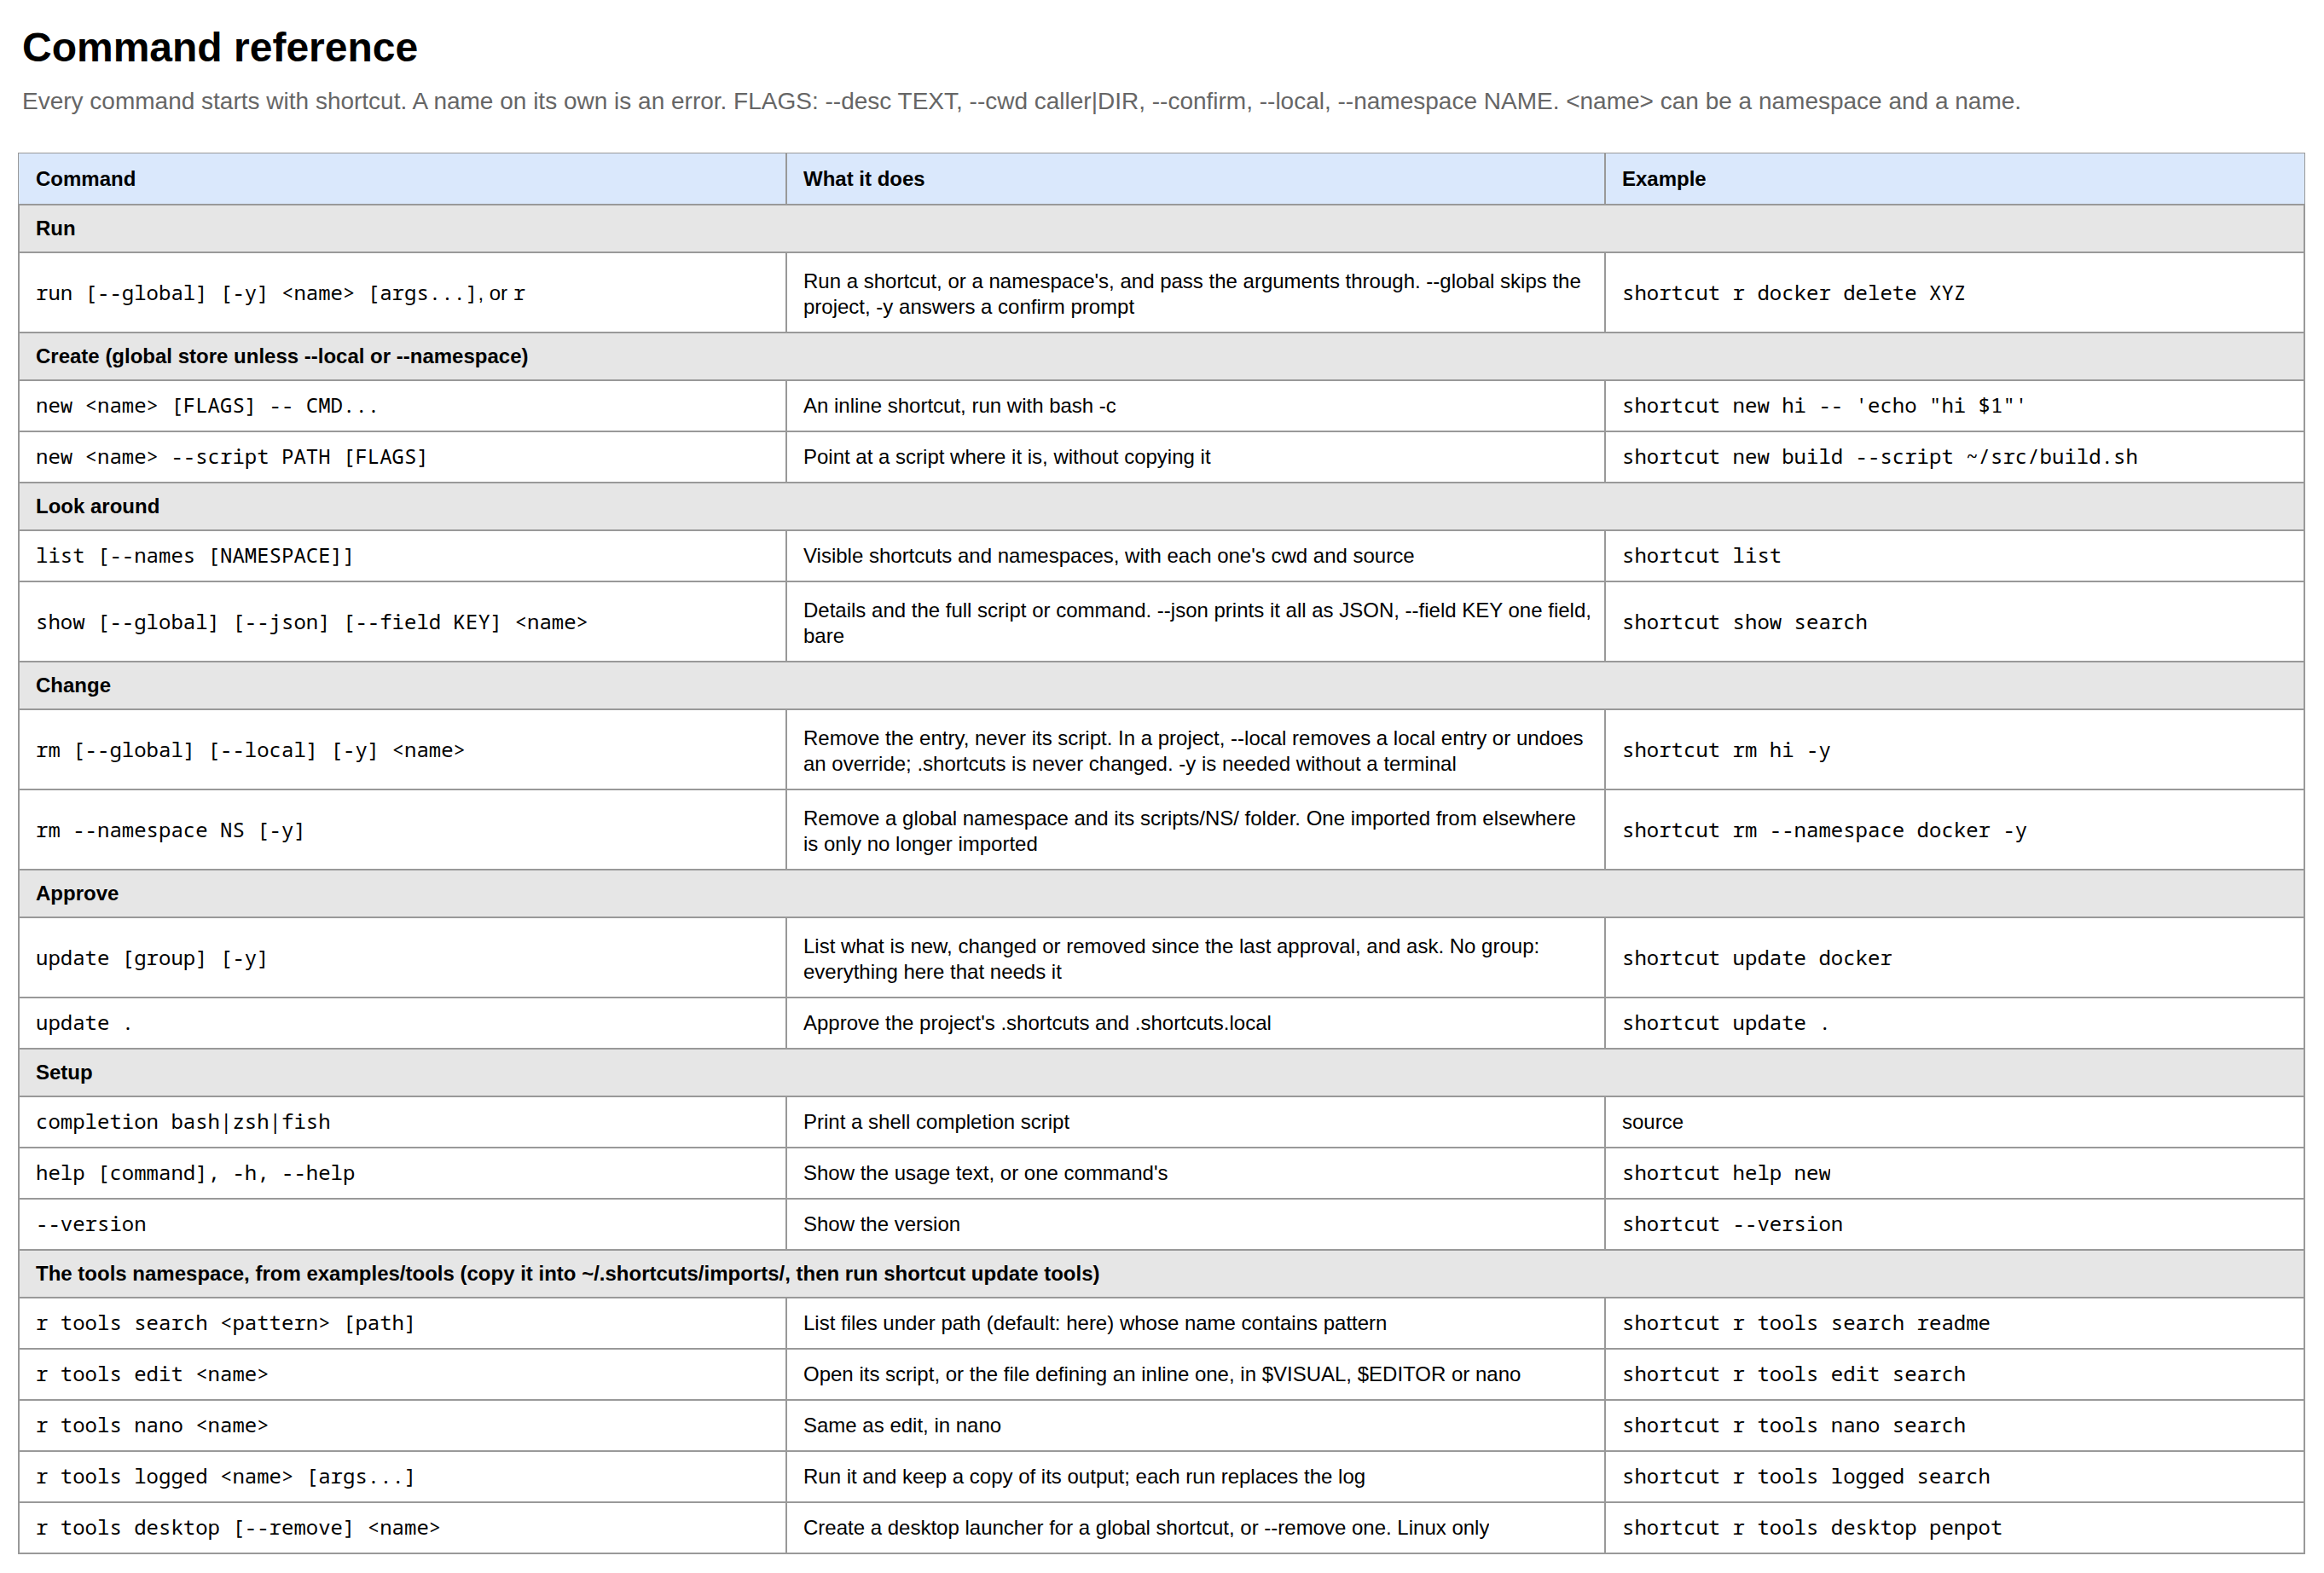 Command reference
Every command starts with shortcut. A name on its own is an error. FLAGS: --desc TEXT, --cwd caller|DIR, --confirm, --local, --namespace NAME. <name> can be a namespace and a name.
Command What it does Example
Run
run [--global] [-y] <name> [args...], or r
Run a shortcut, or a namespace's, and pass the arguments through. --global skips the
project, -y answers a confirm prompt
shortcut r docker delete XYZ
Create (global store unless --local or --namespace)
new <name> [FLAGS] -- CMD...
An inline shortcut, run with bash -c
shortcut new hi -- 'echo "hi $1"'
new <name> --script PATH [FLAGS]
Point at a script where it is, without copying it
shortcut new build --script ~/src/build.sh
Look around
list [--names [NAMESPACE]]
Visible shortcuts and namespaces, with each one's cwd and source
shortcut list
show [--global] [--json] [--field KEY] <name>
Details and the full script or command. --json prints it all as JSON, --field KEY one field,
bare
shortcut show search
Change
rm [--global] [--local] [-y] <name>
Remove the entry, never its script. In a project, --local removes a local entry or undoes
an override; .shortcuts is never changed. -y is needed without a terminal
shortcut rm hi -y
rm --namespace NS [-y]
Remove a global namespace and its scripts/NS/ folder. One imported from elsewhere
is only no longer imported
shortcut rm --namespace docker -y
Approve
update [group] [-y]
List what is new, changed or removed since the last approval, and ask. No group:
everything here that needs it
shortcut update docker
update .
Approve the project's .shortcuts and .shortcuts.local
shortcut update .
Setup
completion bash|zsh|fish
Print a shell completion script
source
help [command], -h, --help
Show the usage text, or one command's
shortcut help new
--version
Show the version
shortcut --version
The tools namespace, from examples/tools (copy it into ~/.shortcuts/imports/, then run shortcut update tools)
r tools search <pattern> [path]
List files under path (default: here) whose name contains pattern
shortcut r tools search readme
r tools edit <name>
Open its script, or the file defining an inline one, in $VISUAL, $EDITOR or nano
shortcut r tools edit search
r tools nano <name>
Same as edit, in nano
shortcut r tools nano search
r tools logged <name> [args...]
Run it and keep a copy of its output; each run replaces the log
shortcut r tools logged search
r tools desktop [--remove] <name>
Create a desktop launcher for a global shortcut, or --remove one. Linux only
shortcut r tools desktop penpot